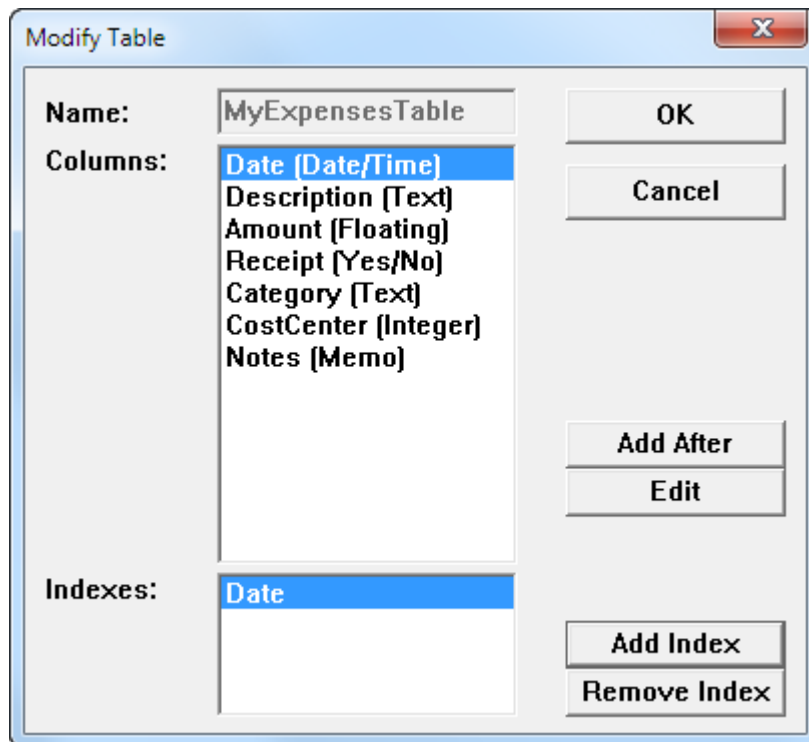 Modify Table
Name:
MyExpensesTable
OK
Columns:
Date (Date/Time)
Description (Text)
Amount (Floating)
Receipt (Yes/No)
Category (Text)
CostCenter (Integer)
Notes (Memo)
Cancel
Add After
Edit
Indexes:
Date
Add Index
Remove Index